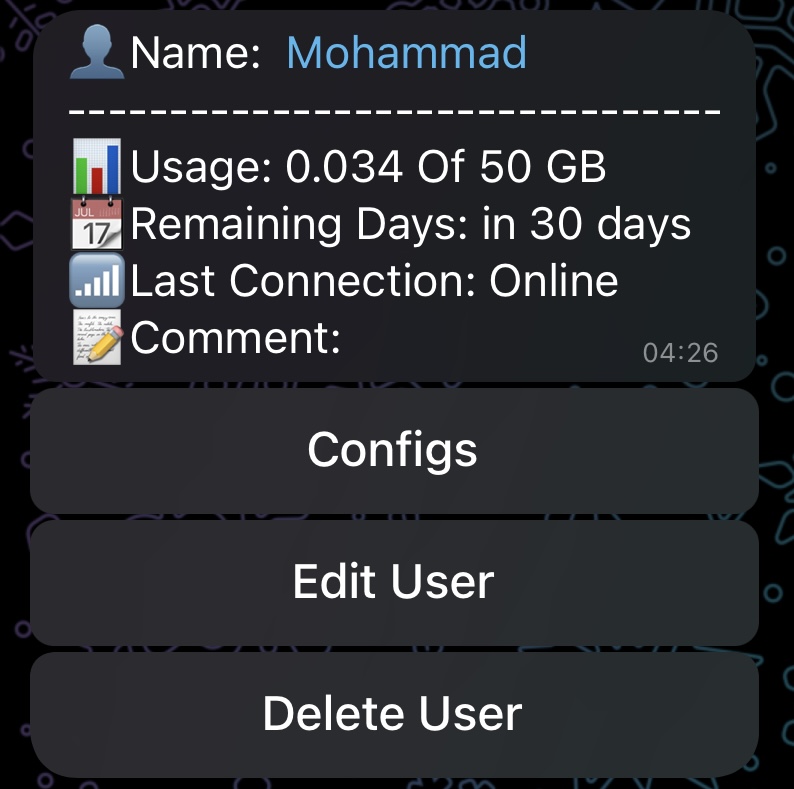 Name: Mohammad
--------------------------------
Usage: 0.034 Of 50 GB
JUL
17
Remaining Days: in 30 days
Last Connection: Online
Comment:
04:26
Configs
Edit User
Delete User